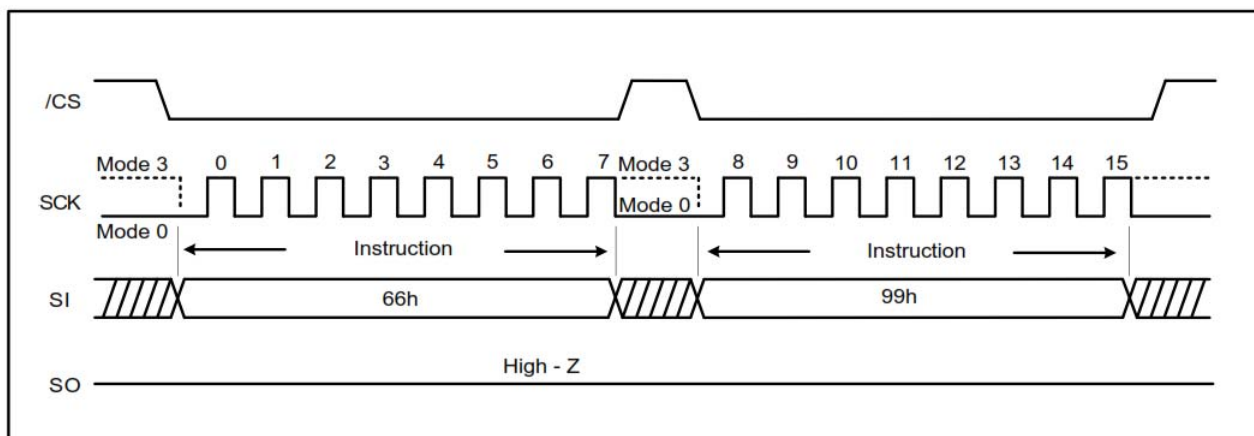 /CS
Mode 3 0 1 2 3 4 5 6 7 Mode 3 8 9 10 11 12 13 14 15
SCK
Mode 0
Mode 0
Instruction Instruction
SI 66h 99h
High - Z
SO